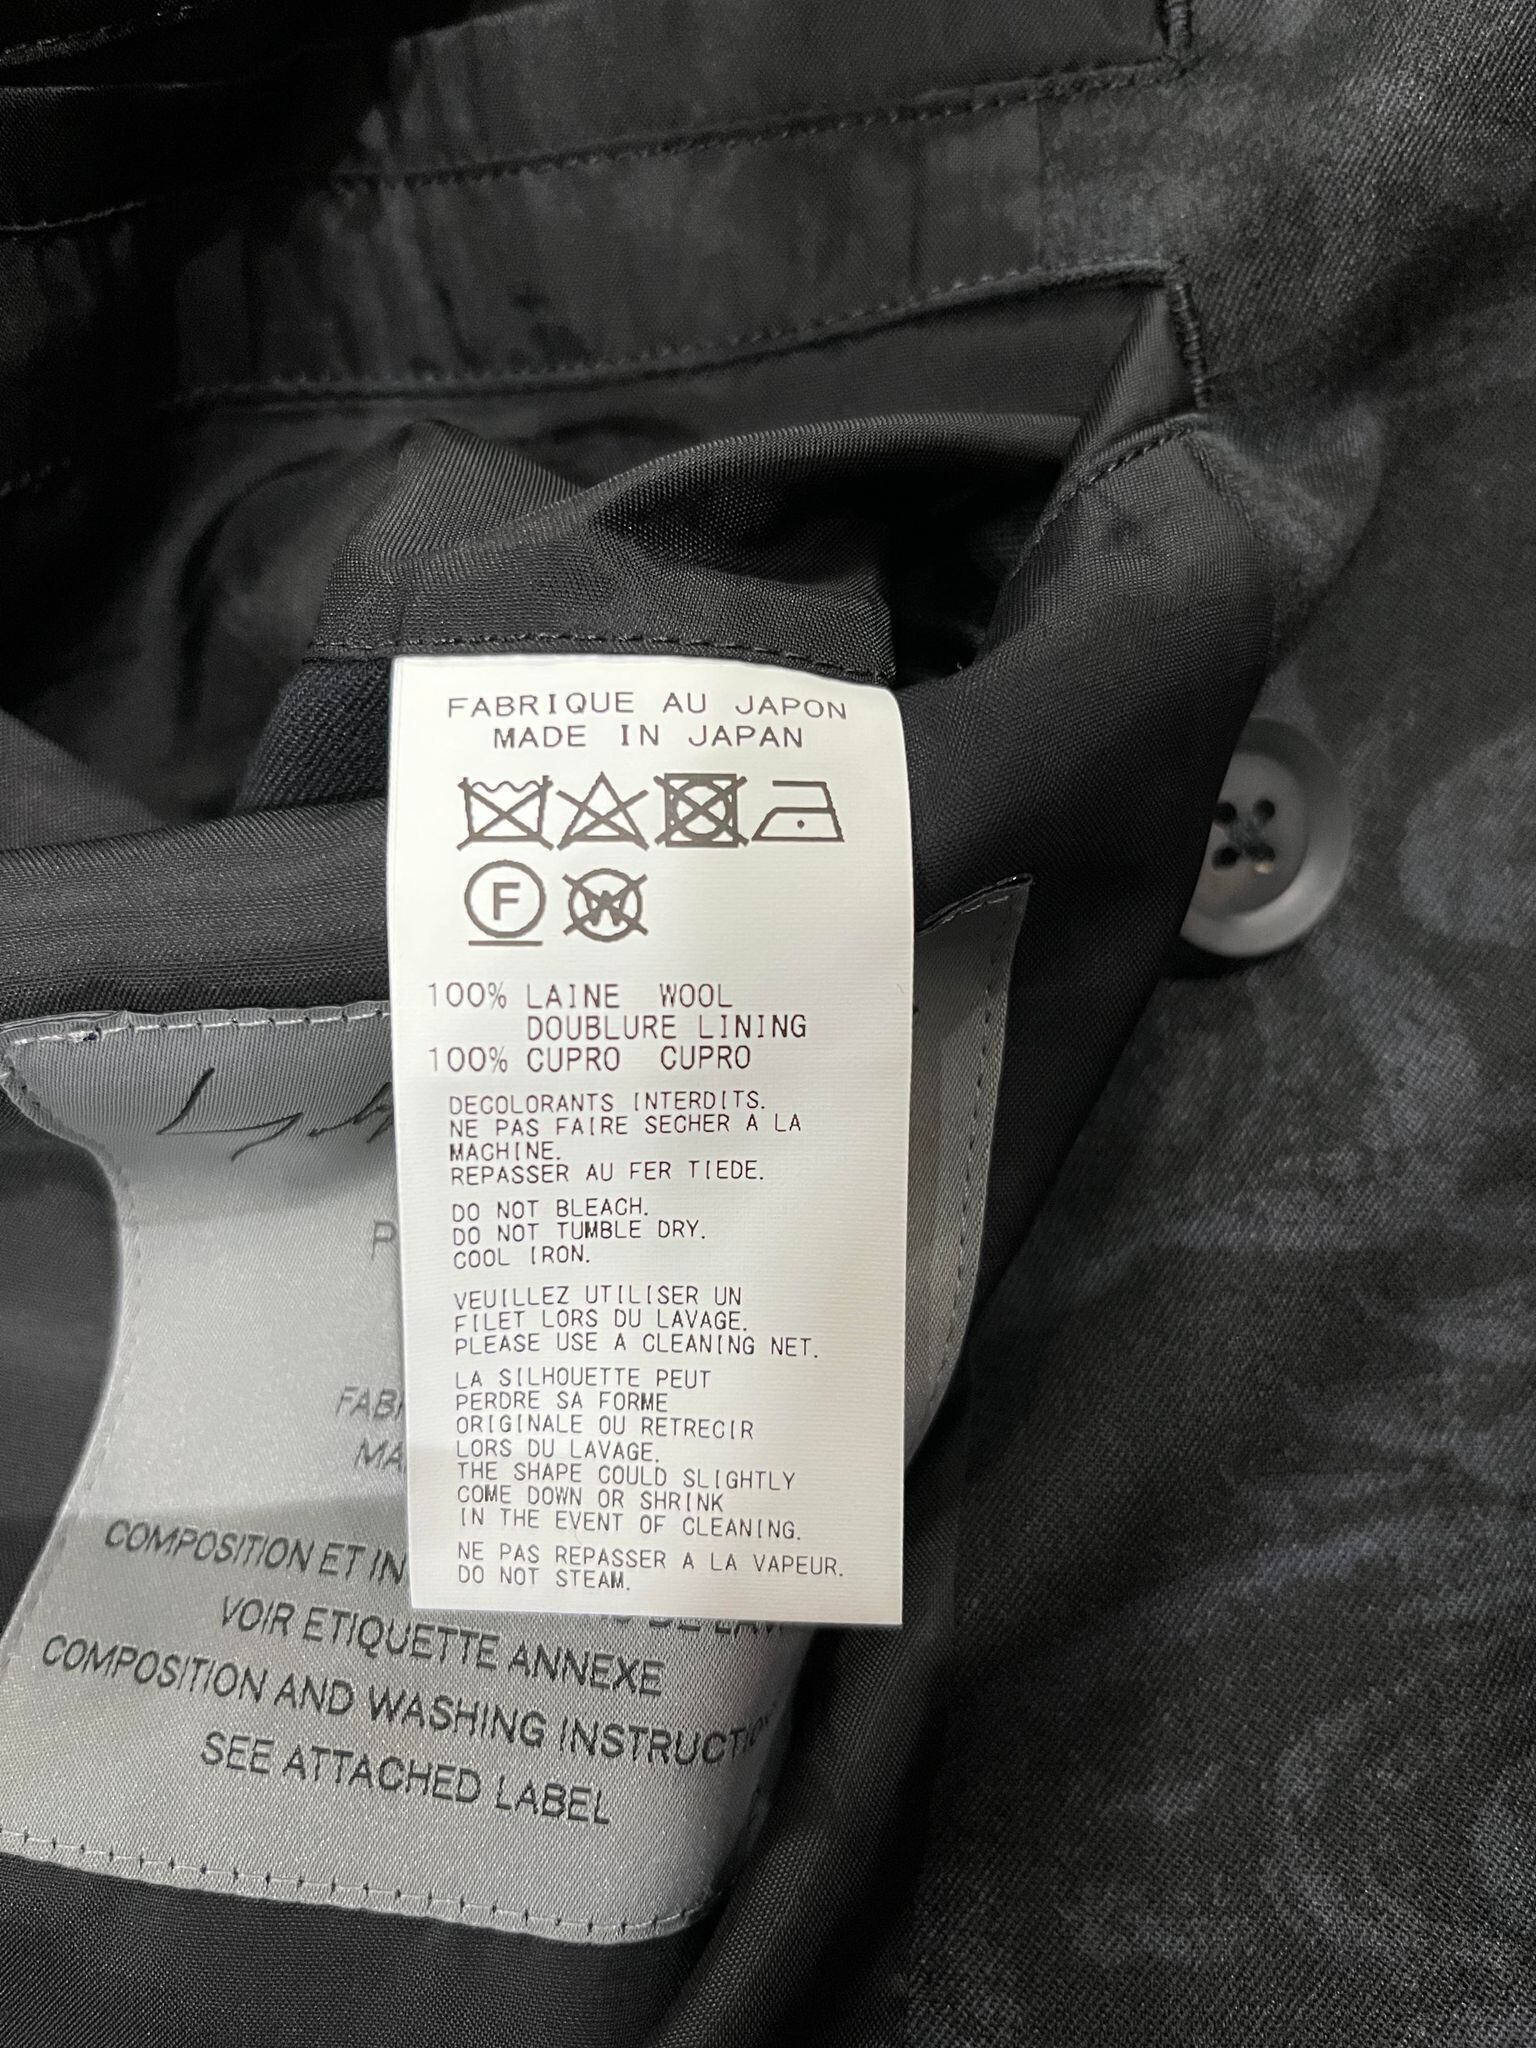 FABRIQUE AU JAPON
MADE IN JAPAN
F W
100% LAINE WOOL
DOUBLURE LINING
100% CUPRO CUPRO
DECOLORANTS INTERDITS.
NE PAS FAIRE SECHER A LA
MACHINE.
REPASSER AU FER TIEDE.
DO NOT BLEACH.
DO NOT TUMBLE DRY.
COOL IRON.
VEUILLEZ UTILISER UN
FILET LORS DU LAVAGE.
PLEASE USE A CLEANING NET.
LA SILHOUETTE PEUT
PERDRE SA FORME
ORIGINALE OU RETRECIR
LORS DU LAVAGE.
THE SHAPE COULD SLIGHTLY
COME DOWN OR SHRINK
IN THE EVENT OF CLEANING.
NE PAS REPASSER A LA VAPEUR.
DO NOT STEAM.
COMPOSITION ET
VOIR ETIQUETTE ANNEXE
COMPOSITION AND WASHING
SEE ATTACHED LABEL